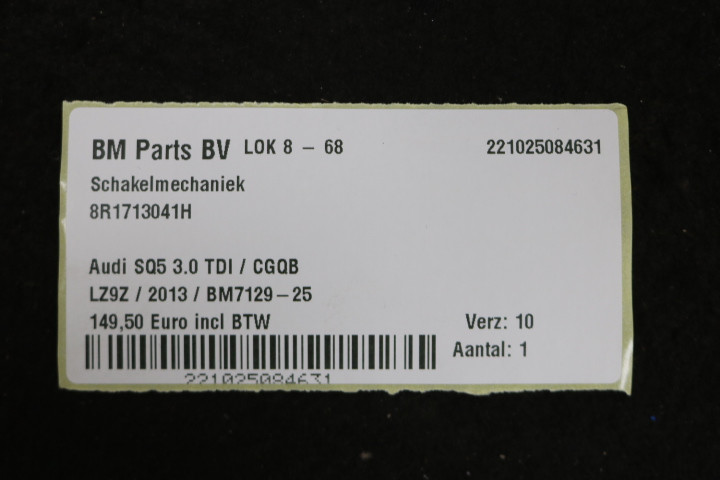 BM Parts BV LOK 8 - 68 221025084631
Schakelmechaniek
8R1713041H
Audi SQ5 3.0 TDI / CGQB
LZ9Z / 2013 / BM7129-25
149,50 Euro incl BTW Verz: 10
Aantal: 1
221025084631